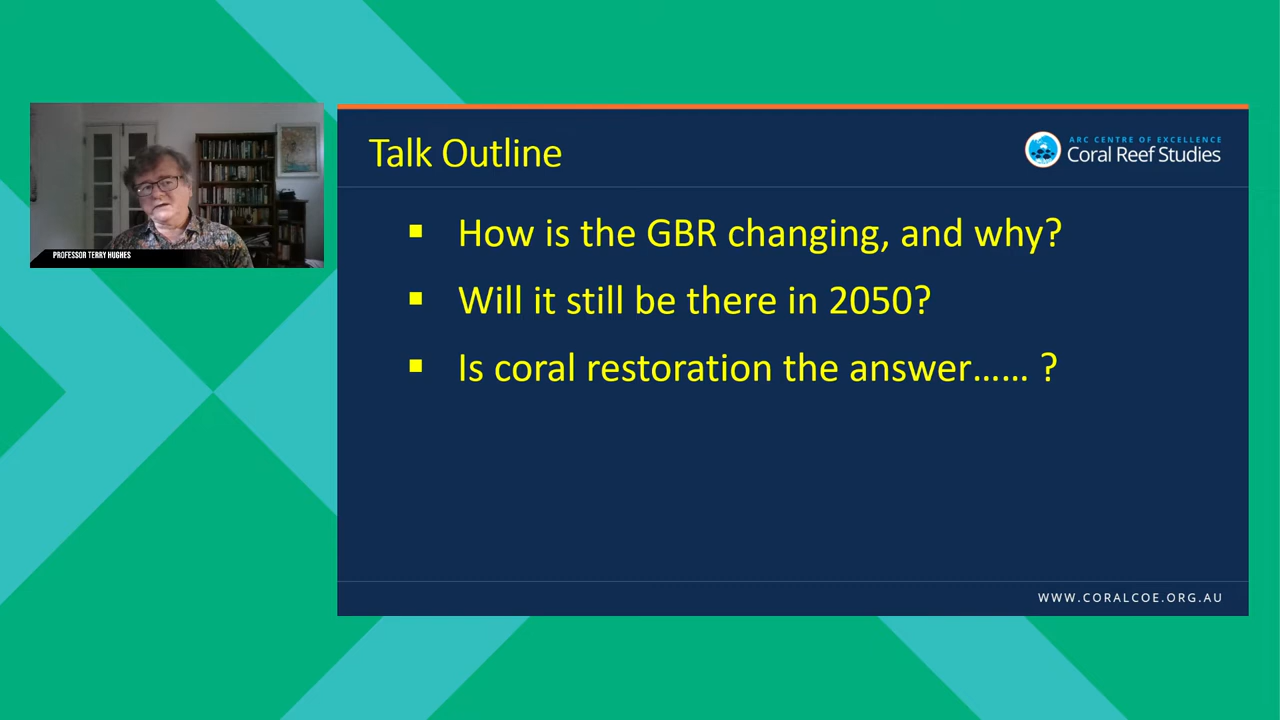 PROFESSOR TERRY HUGHES
Talk Outline
ARC CENTRE OF EXCELLENCE
Coral Reef Studies
▪ How is the GBR changing, and why?
▪ Will it still be there in 2050?
▪ Is coral restoration the answer...... ?
WWW.CORALCOE.ORG.AU